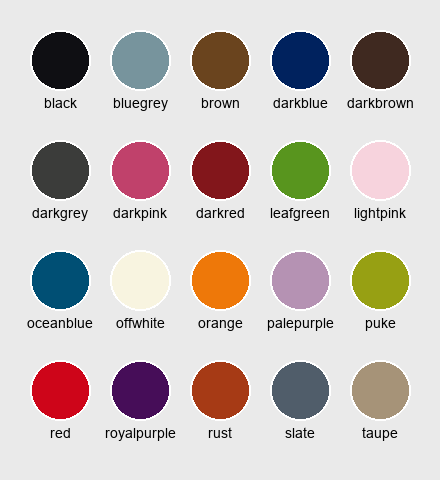 black bluegrey brown darkblue darkbrown
darkgrey darkpink darkred leafgreen lightpink
oceanblue offwhite orange palepurple puke
red royalpurple rust slate taupe